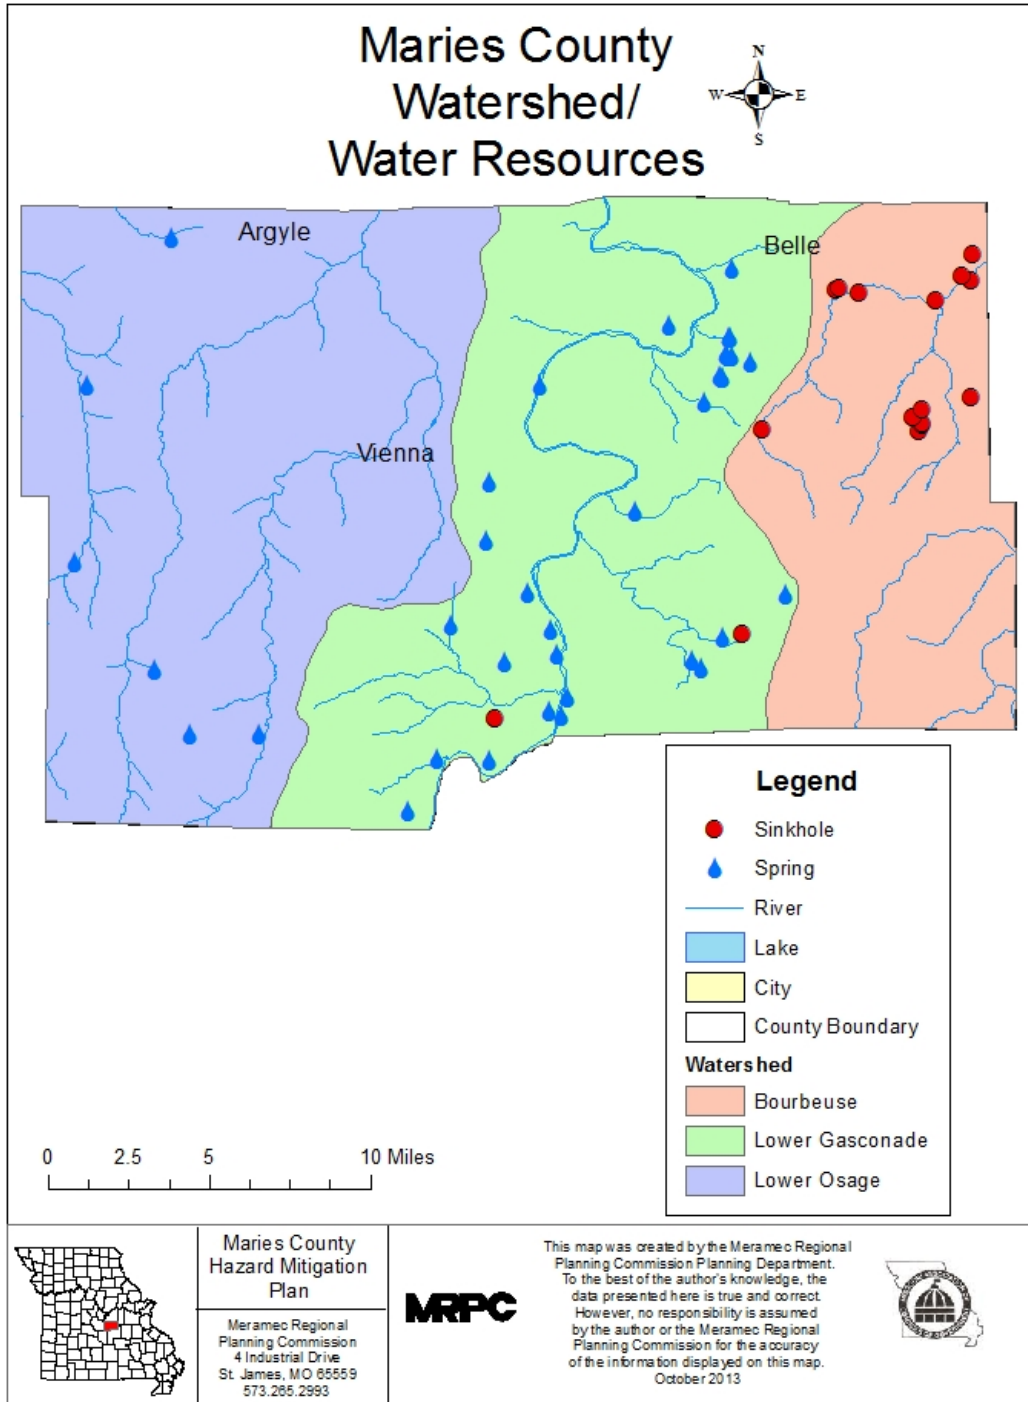 Maries County
Watershed/
Water Resources
N
W E
S
Argyle
Belle
Vienna
Legend
Sinkhole
Spring
River
Lake
City
County Boundary
Watershed
Bourbeuse
Lower Gasconade
Lower Osage
0 2.5 5 10 Miles
Maries County
Hazard Mitigation
Plan
Meramec Regional
Planning Commission
4 Industrial Drive
St. James, MO 65559
573.265.2993
MRPC
This map was created by the Meramec Regional
Planning Commission Planning Department.
To the best of the author's knowledge, the
data presented here is true and correct.
However, no responsibility is assumed
by the author or the Meramec Regional
Planning Commission for the accuracy
of the information displayed on this map.
October 2013